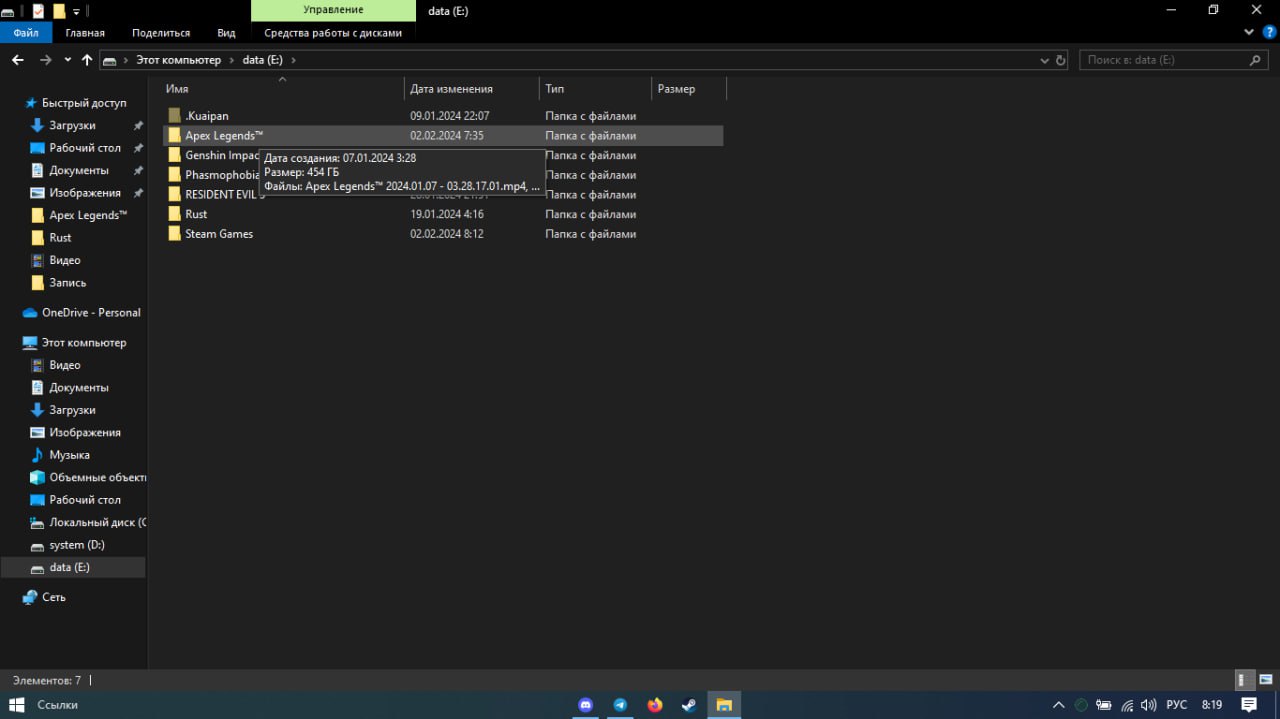 Управление
data (E:)
Файл
Главная
Поделиться
Вид
Средства работы с дисками
Этот компьютер
data (E:)
Поиск в: data (E:)
Имя
Дата изменения
Тип
Размер
.Kuaipan 09.01.2024 22:07 Папка с файлами
Apex Legends™ 02.02.2024 7:35 Папка с файлами
Genshin Impac Папка с файлами
Phasmophobia Папка с файлами
RESIDENT EVIL Папка с файлами
Rust 19.01.2024 4:16 Папка с файлами
Steam Games 02.02.2024 8:12 Папка с файлами
Дата создания: 07.01.2024 3:28
Размер: 454 ГБ
Файлы: Apex Legends™ 2024.01.07 - 03.28.17.01.mp4, ...
Быстрый доступ
Загрузки
Рабочий стол
Документы
Изображения
Apex Legends™
Rust
Видео
Запись
OneDrive - Personal
Этот компьютер
Видео
Документы
Загрузки
Изображения
Музыка
Объемные объект
Рабочий стол
Локальный диск (C
system (D:)
data (E:)
Сеть
Элементов: 7
Ссылки
РУС
8:19